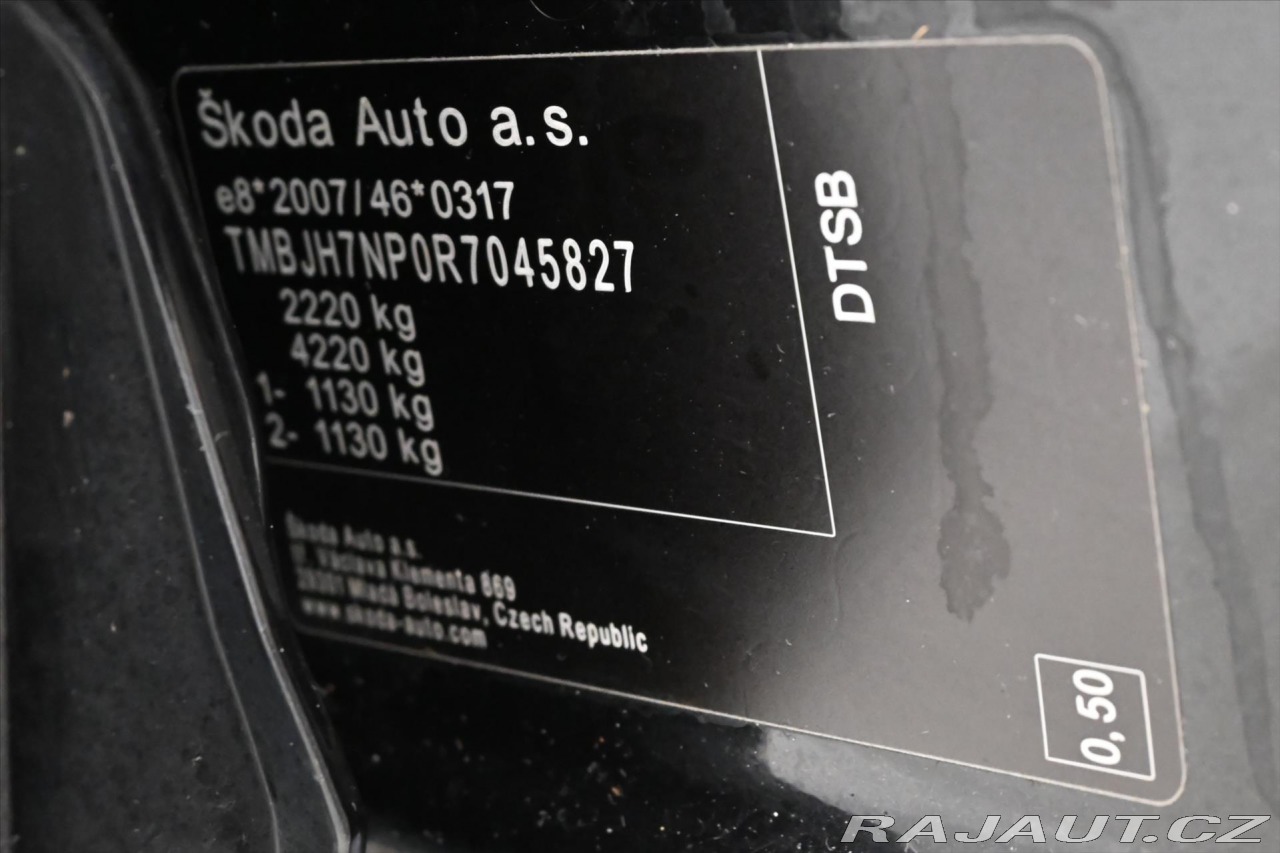 Škoda Auto a.s.
e8*2007/46*0317
TMBJH7NP0R7045827
2220 kg
4220 kg
1- 1130 kg
2- 1130 kg
DTSB
Škoda Auto a.s.
tř. Václava Klementa 869
29301 Mladá Boleslav, Czech Republic
www.skoda-auto.com
0,50
RAJAUT.CZ